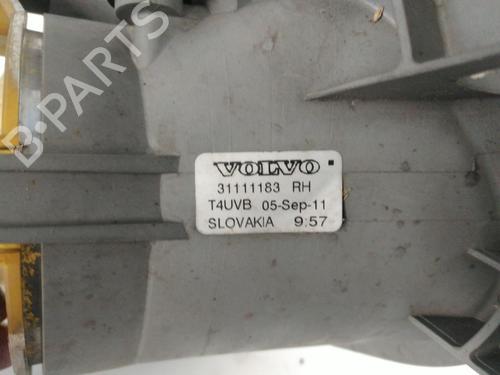 B-PARTS
VOLVO
31111183 RH
T4UVB 05-Sep-11
SLOVAKIA 9:57